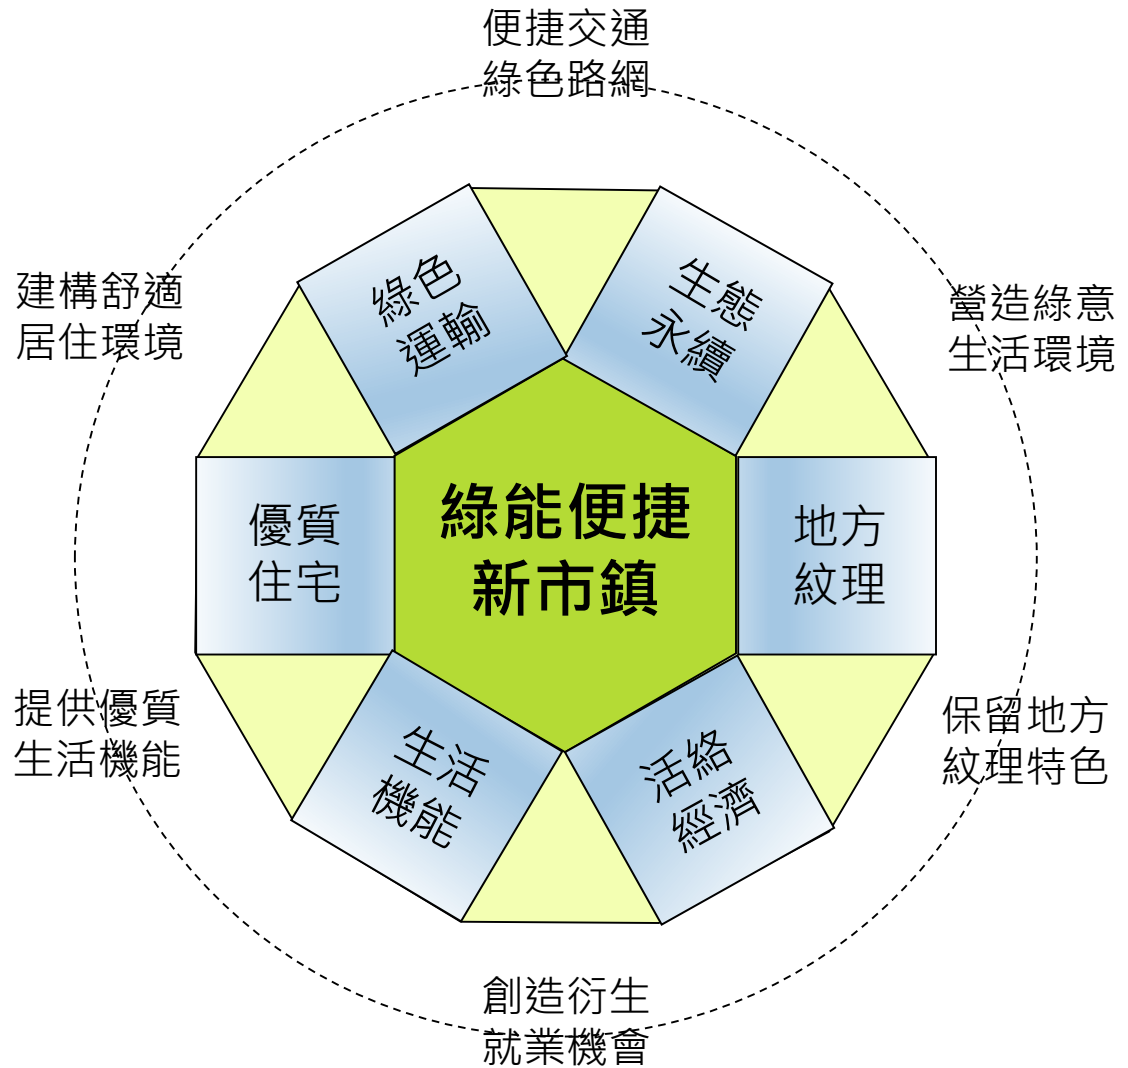 便捷交通
綠色路網
建構舒適
居住環境
營造綠意
生活環境
綠色
運輸
生態
永續
優質
住宅
綠能便捷
新市鎮
地方
紋理
生活
機能
活絡
經濟
提供優質
生活機能
保留地方
紋理特色
創造衍生
就業機會